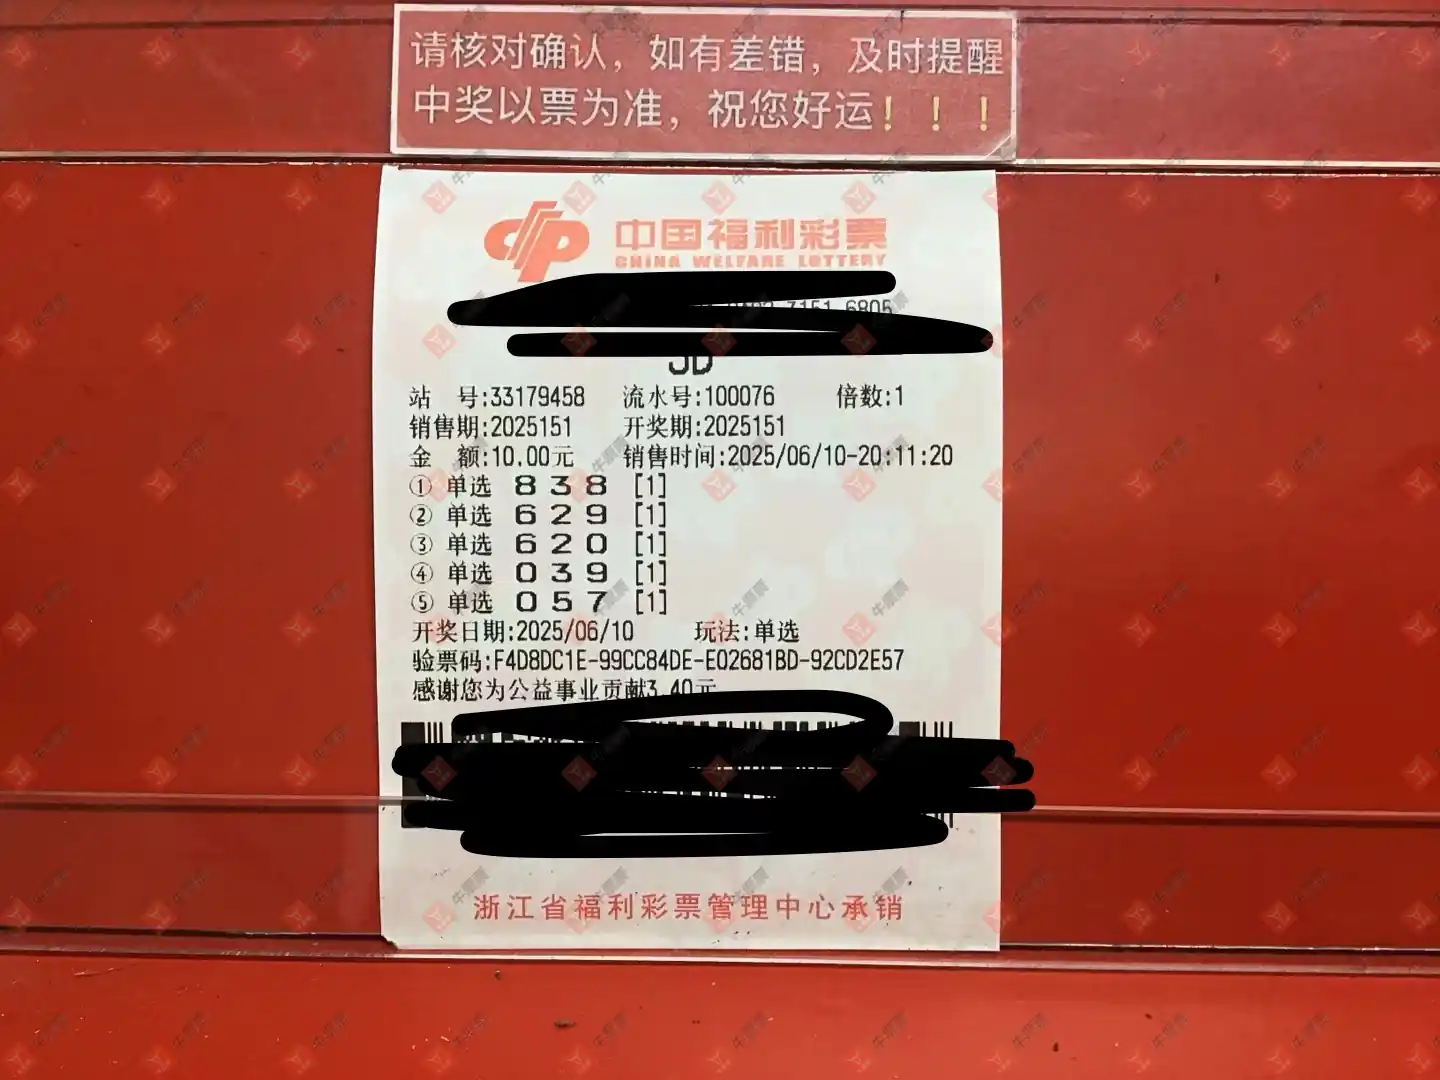 请核对确认，如有差错，及时提醒
中奖以票为准，祝您好运！！！
中国福利彩票
CHINA WELFARE LOTTERY
7151 6805
3D
站 号:33179458 流水号:100076 倍数:1
销售期:2025151 开奖期:2025151
金 额:10.00元 销售时间:2025/06/10-20:11:20
① 单选 8 3 8 [1]
② 单选 6 2 9 [1]
③ 单选 6 2 0 [1]
④ 单选 0 3 9 [1]
⑤ 单选 0 5 7 [1]
开奖日期:2025/06/10 玩法:单选
验票码:F4D8DC1E-99CC84DE-E02681BD-92CD2E57
感谢您为公益事业贡献3.40元
浙江省福利彩票管理中心承销